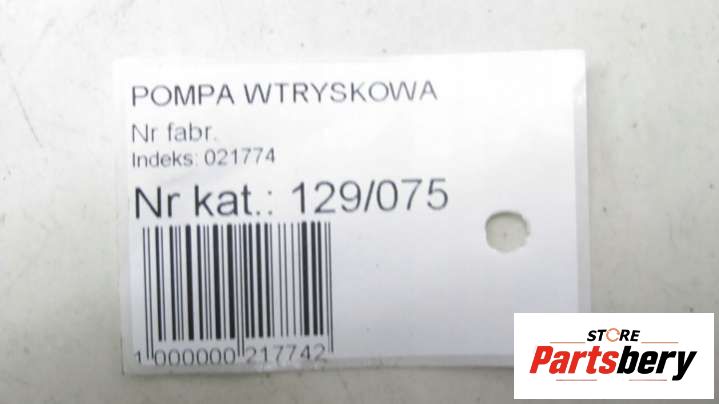 POMPA WTRYSKOWA
Nr fabr.
Indeks: 021774
Nr kat.: 129/075
1 000000 217742
STORE
Partsbery